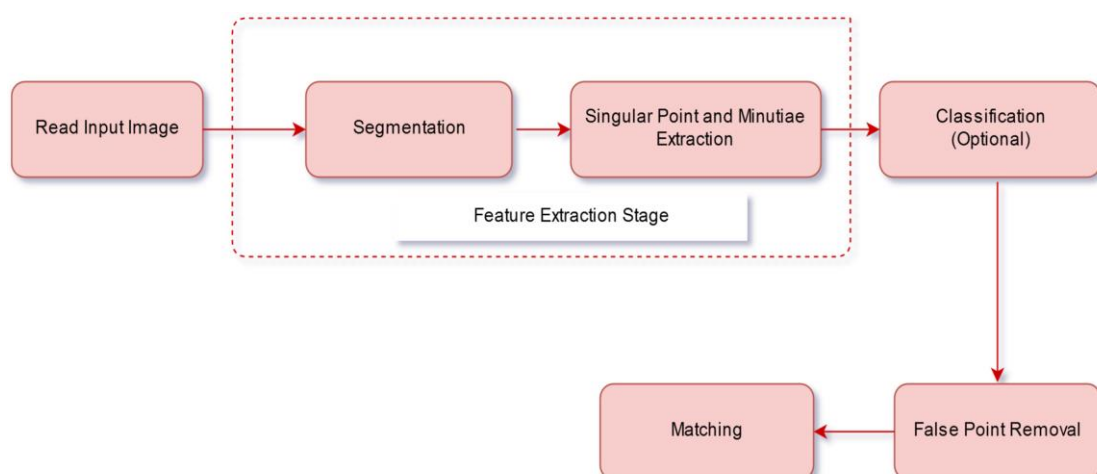 Read Input Image
Segmentation
Singular Point and Minutiae
Extraction
Classification
(Optional)
Feature Extraction Stage
Matching
False Point Removal